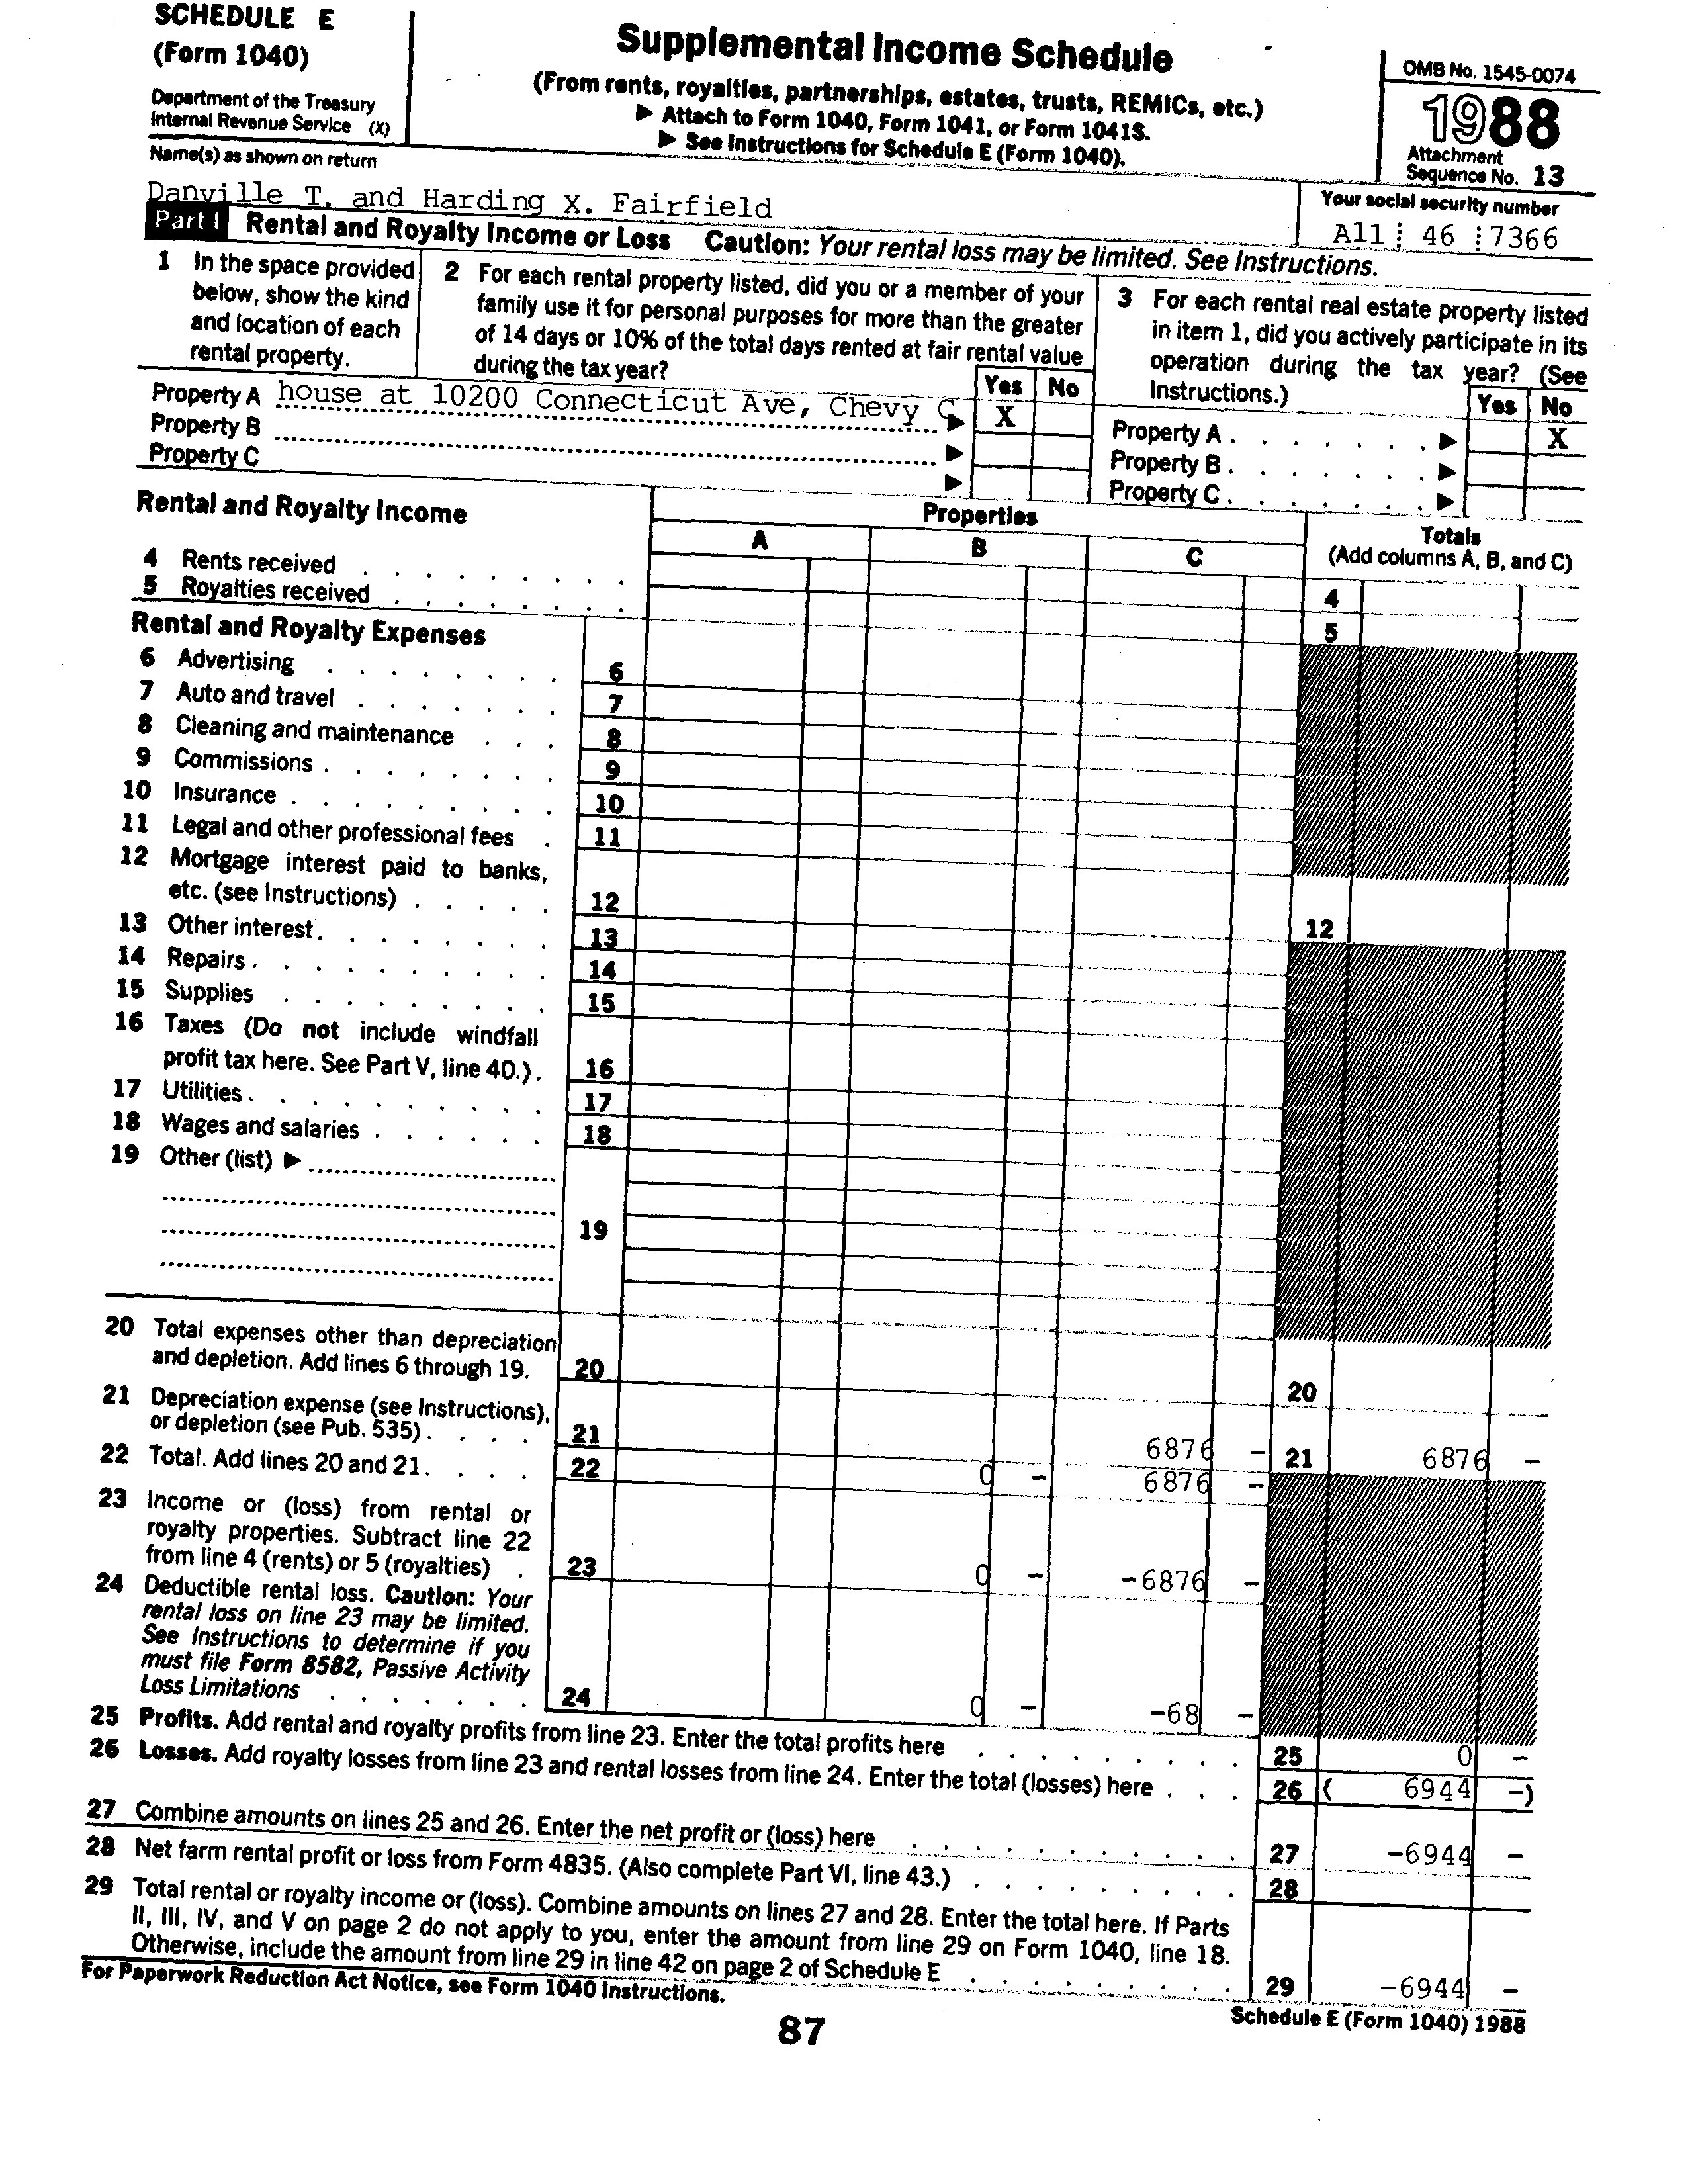 SCHEDULE E
(Form 1040)
Department of the Treasury
Internal Revenue Service (X)
Supplemental Income Schedule
(From rents, royalties, partnerships, estates, trusts, REMICs, etc.)
▶ Attach to Form 1040, Form 1041, or Form 1041S.
▶ See Instructions for Schedule E (Form 1040).
OMB No. 1545-0074
1988
Attachment
Sequence No. 13
Name(s) as shown on return
Danville T. and Harding X. Fairfield
Your social security number
A11 46 7366
Part I Rental and Royalty Income or Loss Caution: Your rental loss may be limited. See Instructions.
1 In the space provided
below, show the kind
and location of each
rental property.
2 For each rental property listed, did you or a member of your
family use it for personal purposes for more than the greater
of 14 days or 10% of the total days rented at fair rental value
during the tax year?
3 For each rental real estate property listed
in item 1, did you actively participate in its
operation during the tax year? (See
Instructions.)
Yes No
Yes No
Property A house at 10200 Connecticut Ave, Chevy C ▶ X
Property B ▶
Property C ▶
Property A . . . . . . . ▶ X
Property B . . . . . . . ▶
Property C . . . . . . . ▶
Rental and Royalty Income
Properties
A B C
Totals
(Add columns A, B, and C)
4 Rents received . . . . . . . . . 4
5 Royalties received . . . . . . . . 5
Rental and Royalty Expenses
6 Advertising . . . . . . . . 6
7 Auto and travel . . . . . . . 7
8 Cleaning and maintenance . . . 8
9 Commissions . . . . . . . . 9
10 Insurance . . . . . . . . . 10
11 Legal and other professional fees . 11
12 Mortgage interest paid to banks,
etc. (see Instructions) . . . . . 12 12
13 Other interest . . . . . . . . 13
14 Repairs . . . . . . . . . . 14
15 Supplies . . . . . . . . . 15
16 Taxes (Do not include windfall
profit tax here. See Part V, line 40.) . 16
17 Utilities . . . . . . . . . . 17
18 Wages and salaries . . . . . . 18
19 Other (list) ▶
19
20 Total expenses other than depreciation
and depletion. Add lines 6 through 19. 20 20
21 Depreciation expense (see Instructions),
or depletion (see Pub. 535) . . . . 21 6876 - 21 6876 -
22 Total. Add lines 20 and 21 . . . . 22 0 - 6876 -
23 Income or (loss) from rental or
royalty properties. Subtract line 22
from line 4 (rents) or 5 (royalties) . 23 0 - -6876 -
24 Deductible rental loss. Caution: Your
rental loss on line 23 may be limited.
See Instructions to determine if you
must file Form 8582, Passive Activity
Loss Limitations . . . . . . . 24 0 - -68 -
25 Profits. Add rental and royalty profits from line 23. Enter the total profits here . . . . . . . . . 25 0 -
26 Losses. Add royalty losses from line 23 and rental losses from line 24. Enter the total (losses) here . . . 26 ( 6944 -)
27 Combine amounts on lines 25 and 26. Enter the net profit or (loss) here . . . . . . . . . . . 27 -6944 -
28 Net farm rental profit or loss from Form 4835. (Also complete Part VI, line 43.) . . . . . . . . . 28
29 Total rental or royalty income or (loss). Combine amounts on lines 27 and 28. Enter the total here. If Parts
II, III, IV, and V on page 2 do not apply to you, enter the amount from line 29 on Form 1040, line 18.
Otherwise, include the amount from line 29 in line 42 on page 2 of Schedule E . . . . . . . . . 29 -6944 -
For Paperwork Reduction Act Notice, see Form 1040 Instructions.
Schedule E (Form 1040) 1988
87